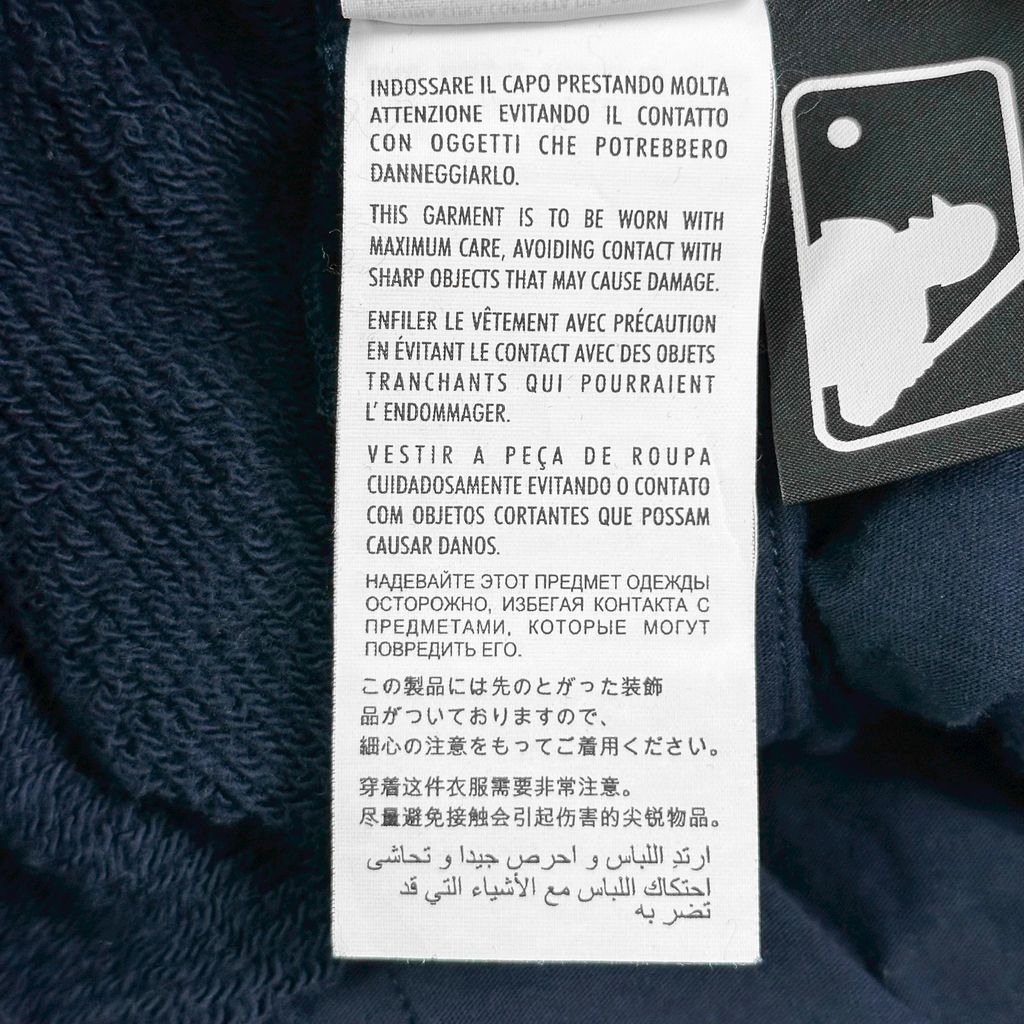 INDOSSARE IL CAPO PRESTANDO MOLTA
ATTENZIONE EVITANDO IL CONTATTO
CON OGGETTI CHE POTREBBERO
DANNEGGIARLO.
THIS GARMENT IS TO BE WORN WITH
MAXIMUM CARE, AVOIDING CONTACT WITH
SHARP OBJECTS THAT MAY CAUSE DAMAGE.
ENFILER LE VÊTEMENT AVEC PRÉCAUTION
EN ÉVITANT LE CONTACT AVEC DES OBJETS
TRANCHANTS QUI POURRAIENT
L' ENDOMMAGER.
VESTIR A PEÇA DE ROUPA
CUIDADOSAMENTE EVITANDO O CONTATO
COM OBJETOS CORTANTES QUE POSSAM
CAUSAR DANOS.
НАДЕВАЙТЕ ЭТОТ ПРЕДМЕТ ОДЕЖДЫ
ОСТОРОЖНО, ИЗБЕГАЯ КОНТАКТА С
ПРЕДМЕТАМИ, КОТОРЫЕ МОГУТ
ПОВРЕДИТЬ ЕГО.
この製品には先のとがった装飾
品がついておりますので、
細心の注意をもってご着用ください。
穿着这件衣服需要非常注意。
尽量避免接触会引起伤害的尖锐物品。
ارتدِ اللباس و احرص جيدا و تحاشى
احتكاك اللباس مع الأشياء التي قد
تضر به